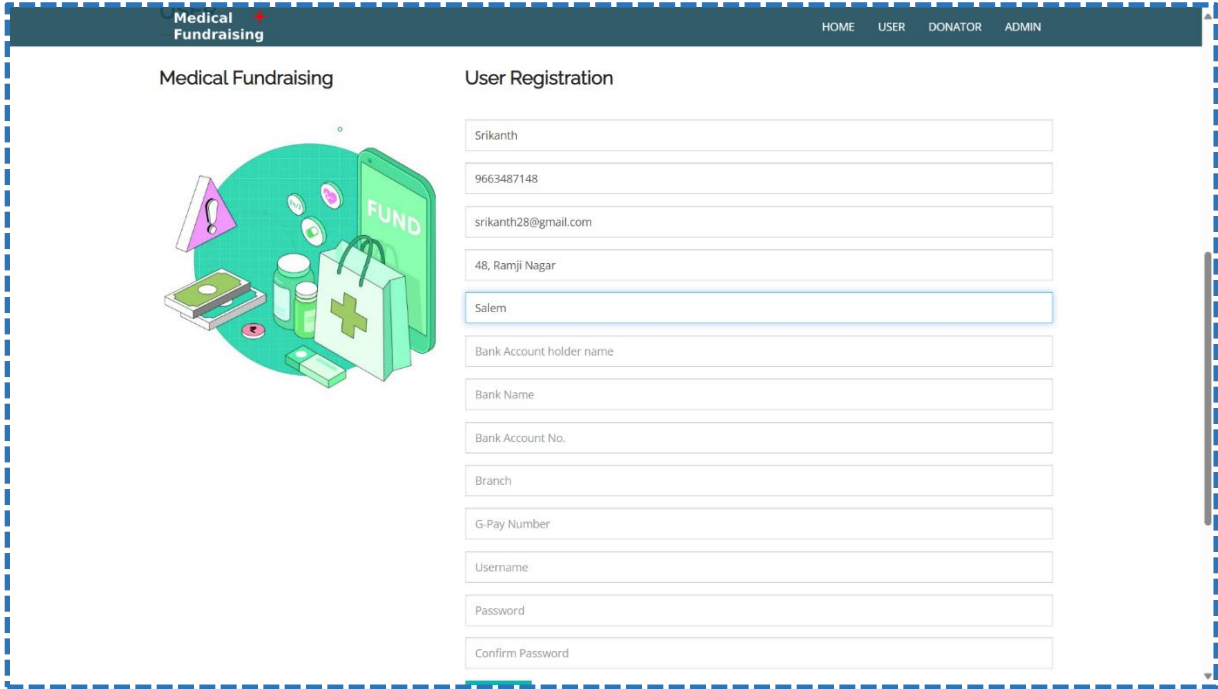 Medical
Fundraising
HOME USER DONATOR ADMIN
Medical Fundraising
FUND
User Registration
Srikanth
9663487148
srikanth28@gmail.com
48, Ramji Nagar
Salem
Bank Account holder name
Bank Name
Bank Account No.
Branch
G-Pay Number
Username
Password
Confirm Password